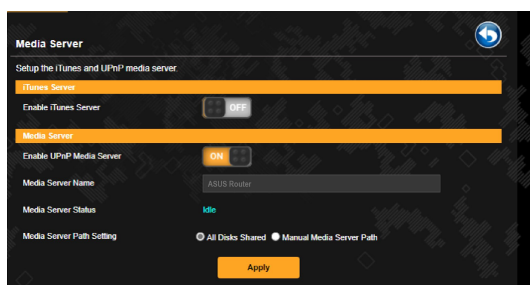 Media Server
Setup the iTunes and UPnP media server.
iTunes Server
Enable iTunes Server OFF
Media Server
Enable UPnP Media Server ON
Media Server Name ASUS Router
Media Server Status Idle
Media Server Path Setting All Disks Shared Manual Media Server Path
Apply